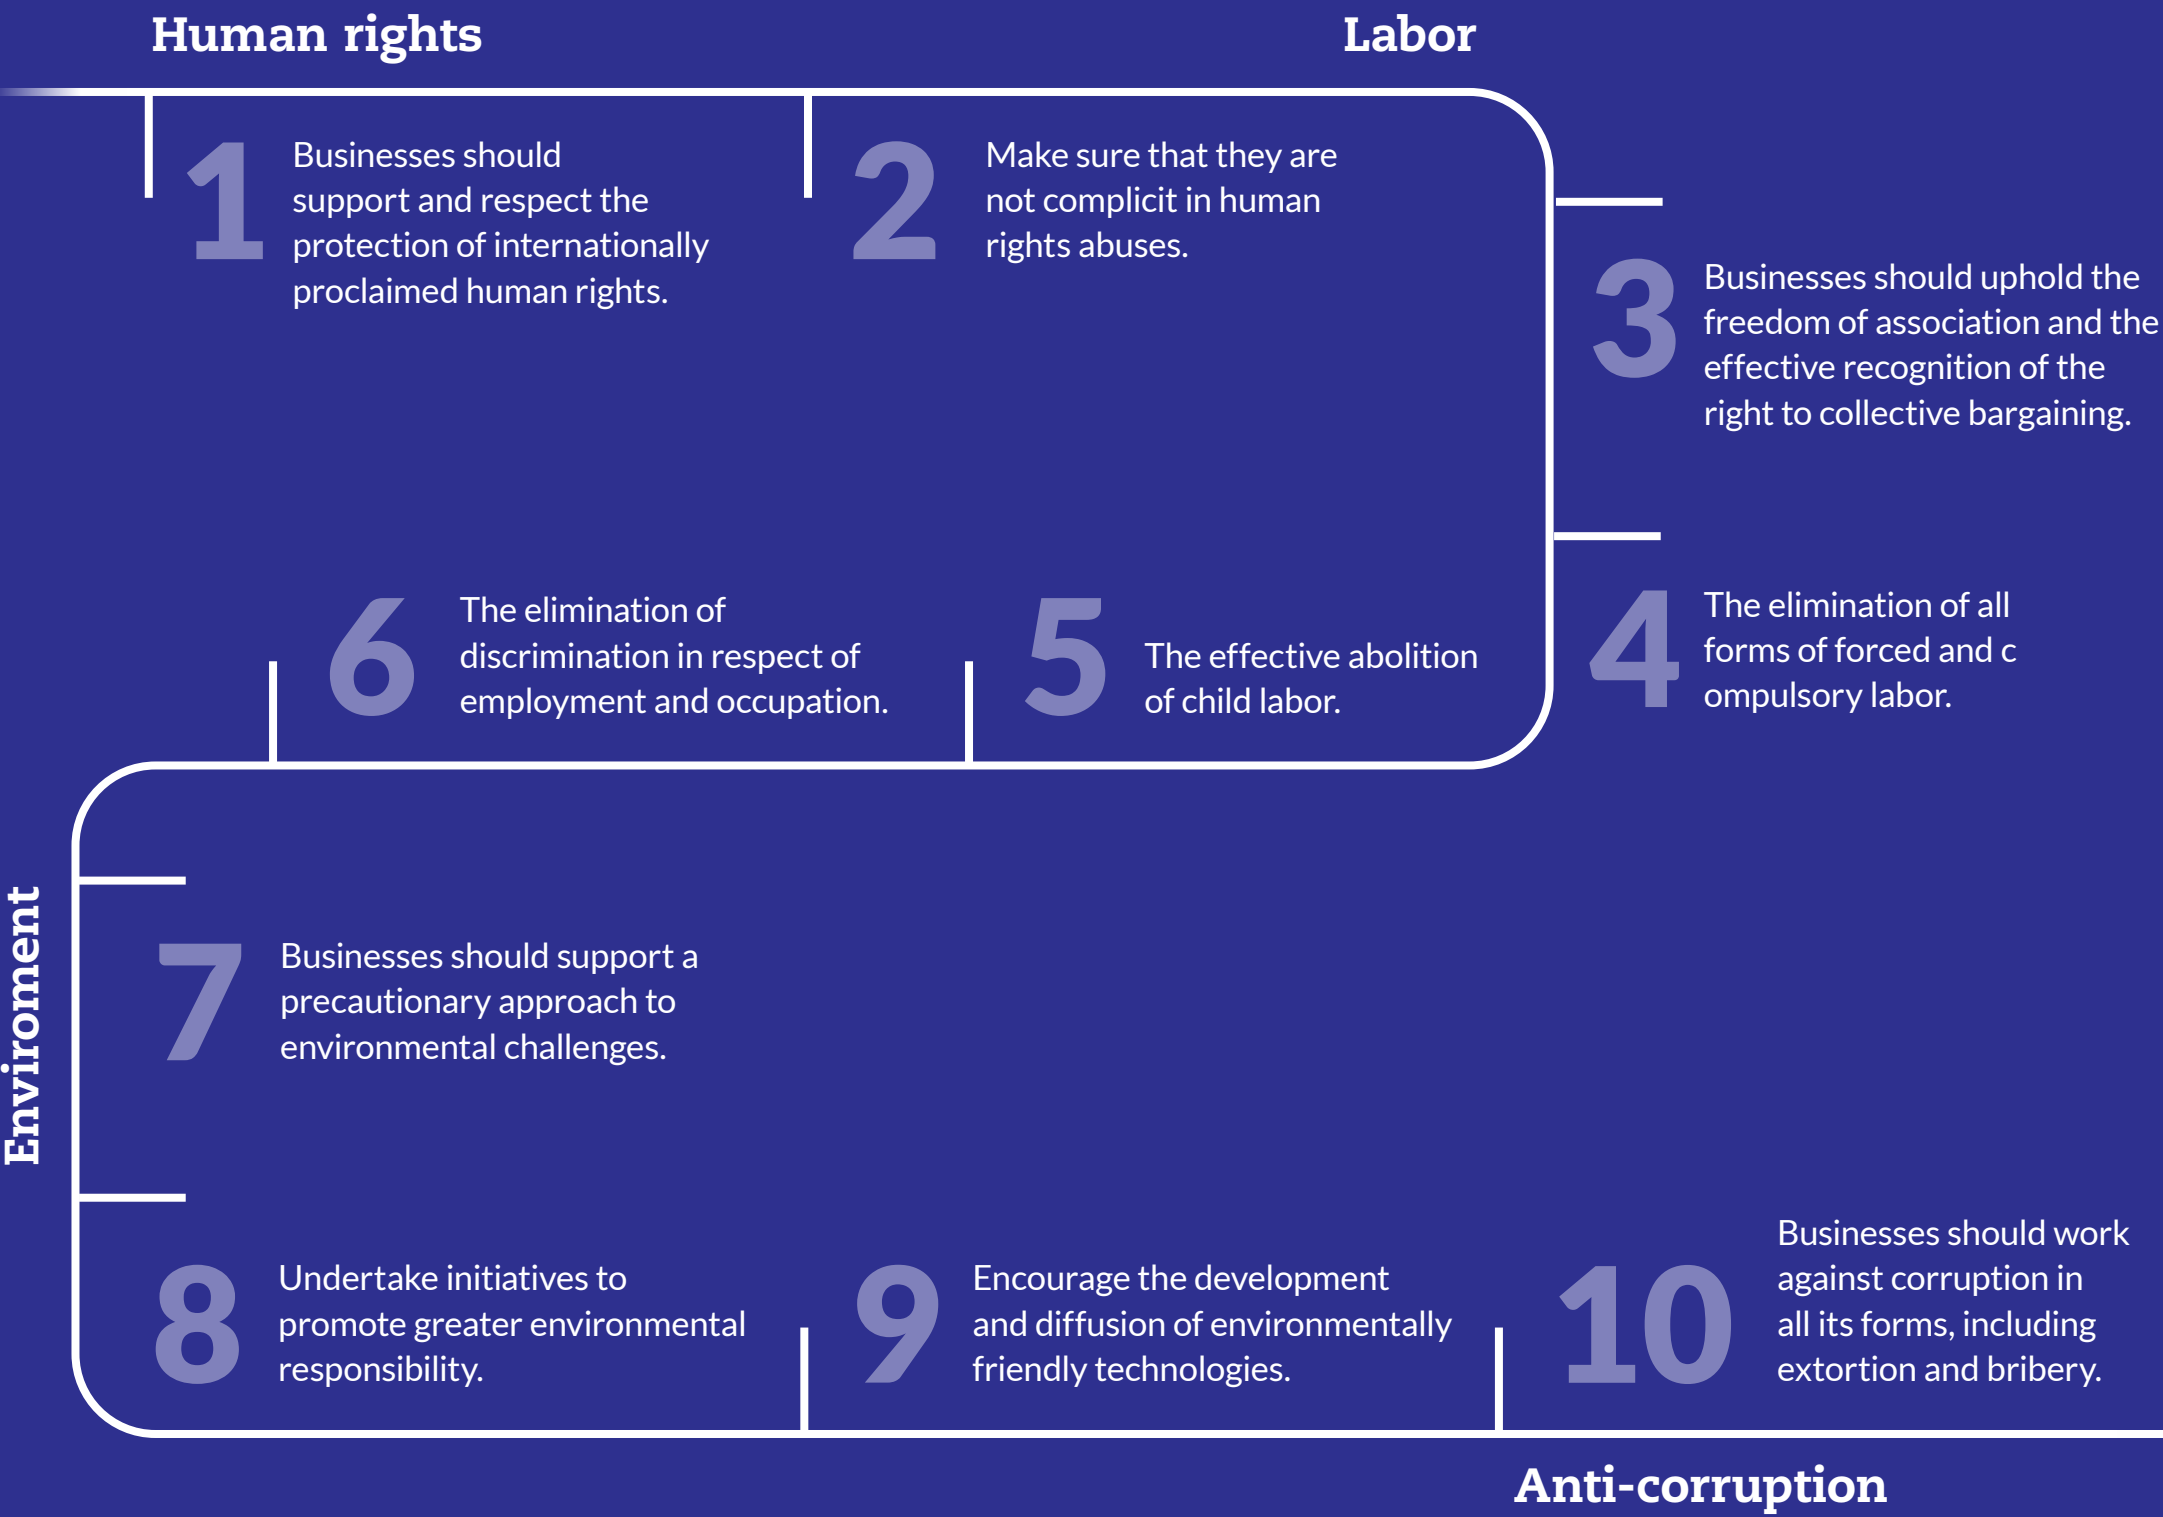 Human rights
Labor
1
Businesses should
support and respect the
protection of internationally
proclaimed human rights.
2
Make sure that they are
not complicit in human
rights abuses.
3
Businesses should uphold the
freedom of association and the
effective recognition of the
right to collective bargaining.
4
The elimination of all
forms of forced and c
ompulsory labor.
5
The effective abolition
of child labor.
6
The elimination of
discrimination in respect of
employment and occupation.
Enviroment
7
Businesses should support a
precautionary approach to
environmental challenges.
8
Undertake initiatives to
promote greater environmental
responsibility.
9
Encourage the development
and diffusion of environmentally
friendly technologies.
10
Businesses should work
against corruption in
all its forms, including
extortion and bribery.
Anti-corruption